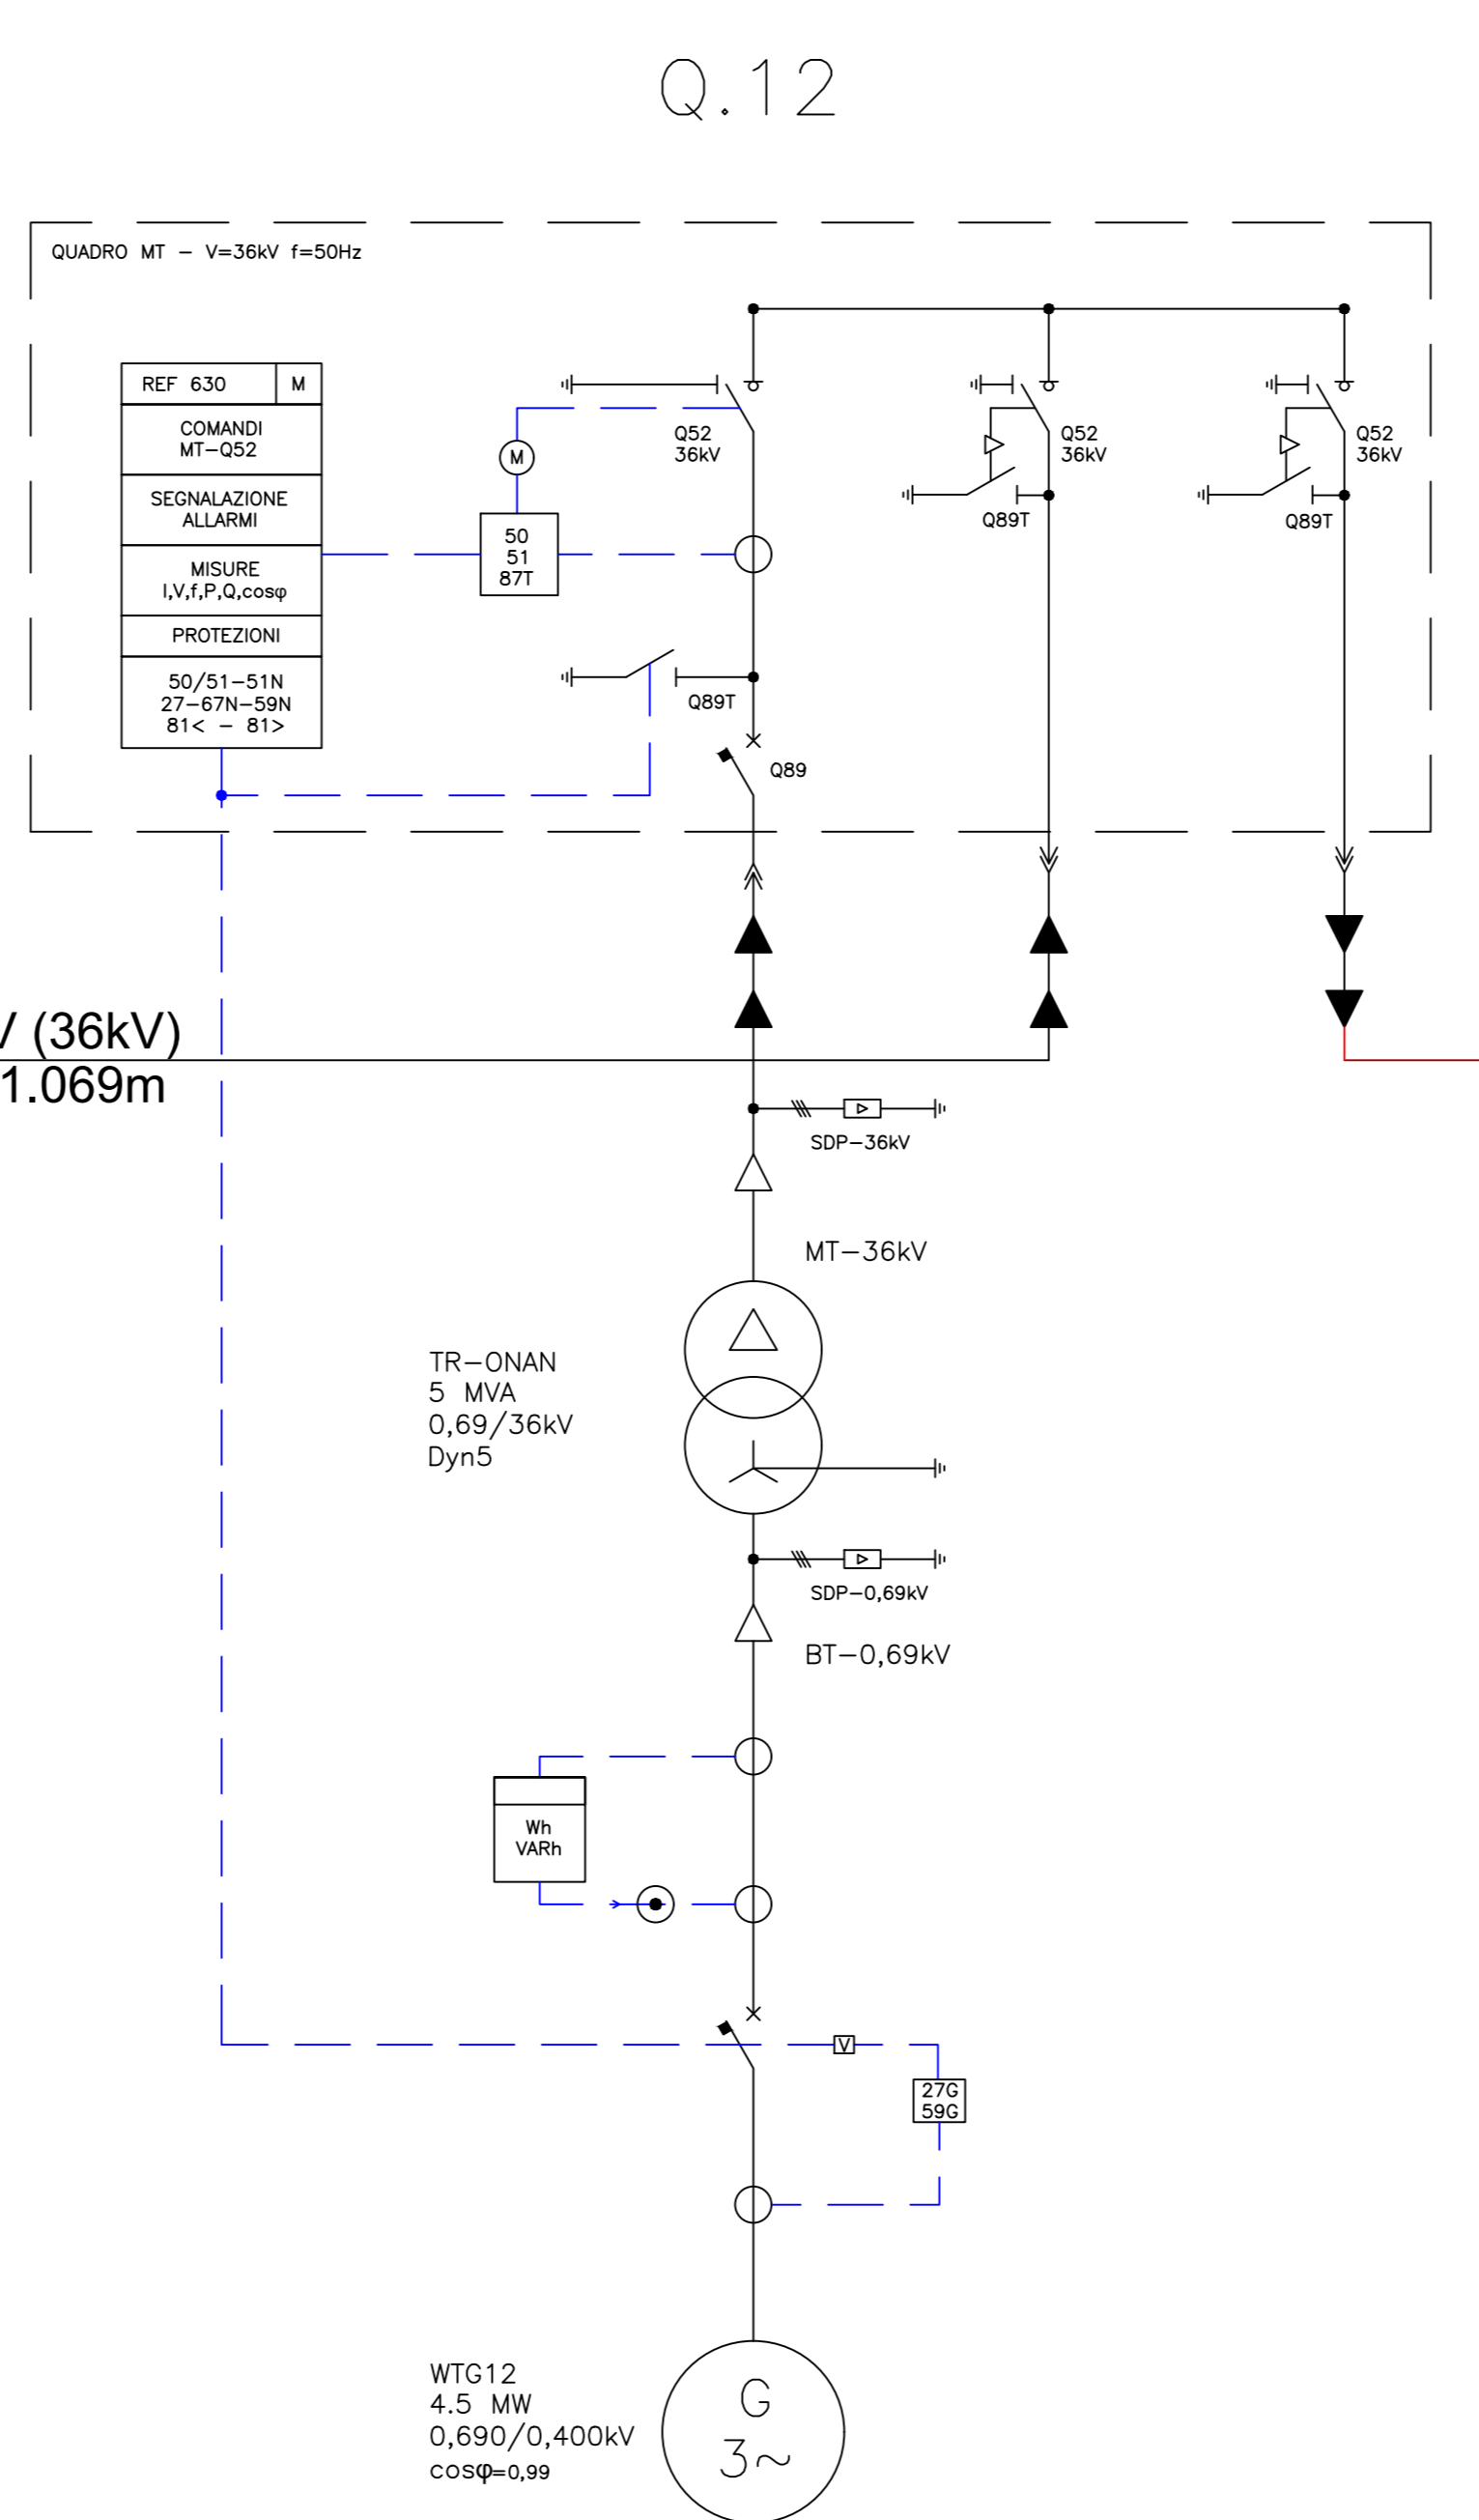 Q.12
QUADRO MT - V=36kV f=50Hz
REF 630 M
COMANDI
MT-Q52
SEGNALAZIONE
ALLARMI
MISURE
I,V,f,P,Q,cosφ
PROTEZIONI
50/51-51N
27-67N-59N
81< - 81>
M
50
51
87T
Q52
36kV
Q89T
Q89
Q52
36kV
Q89T
Q52
36kV
Q89T
V (36kV)
1.069m
SDP-36kV
MT-36kV
TR-ONAN
5 MVA
0,69/36kV
Dyn5
SDP-0,69kV
BT-0,69kV
Wh
VARh
V
27G
59G
WTG12
4.5 MW
0,690/0,400kV
cosφ=0,99
G
3~